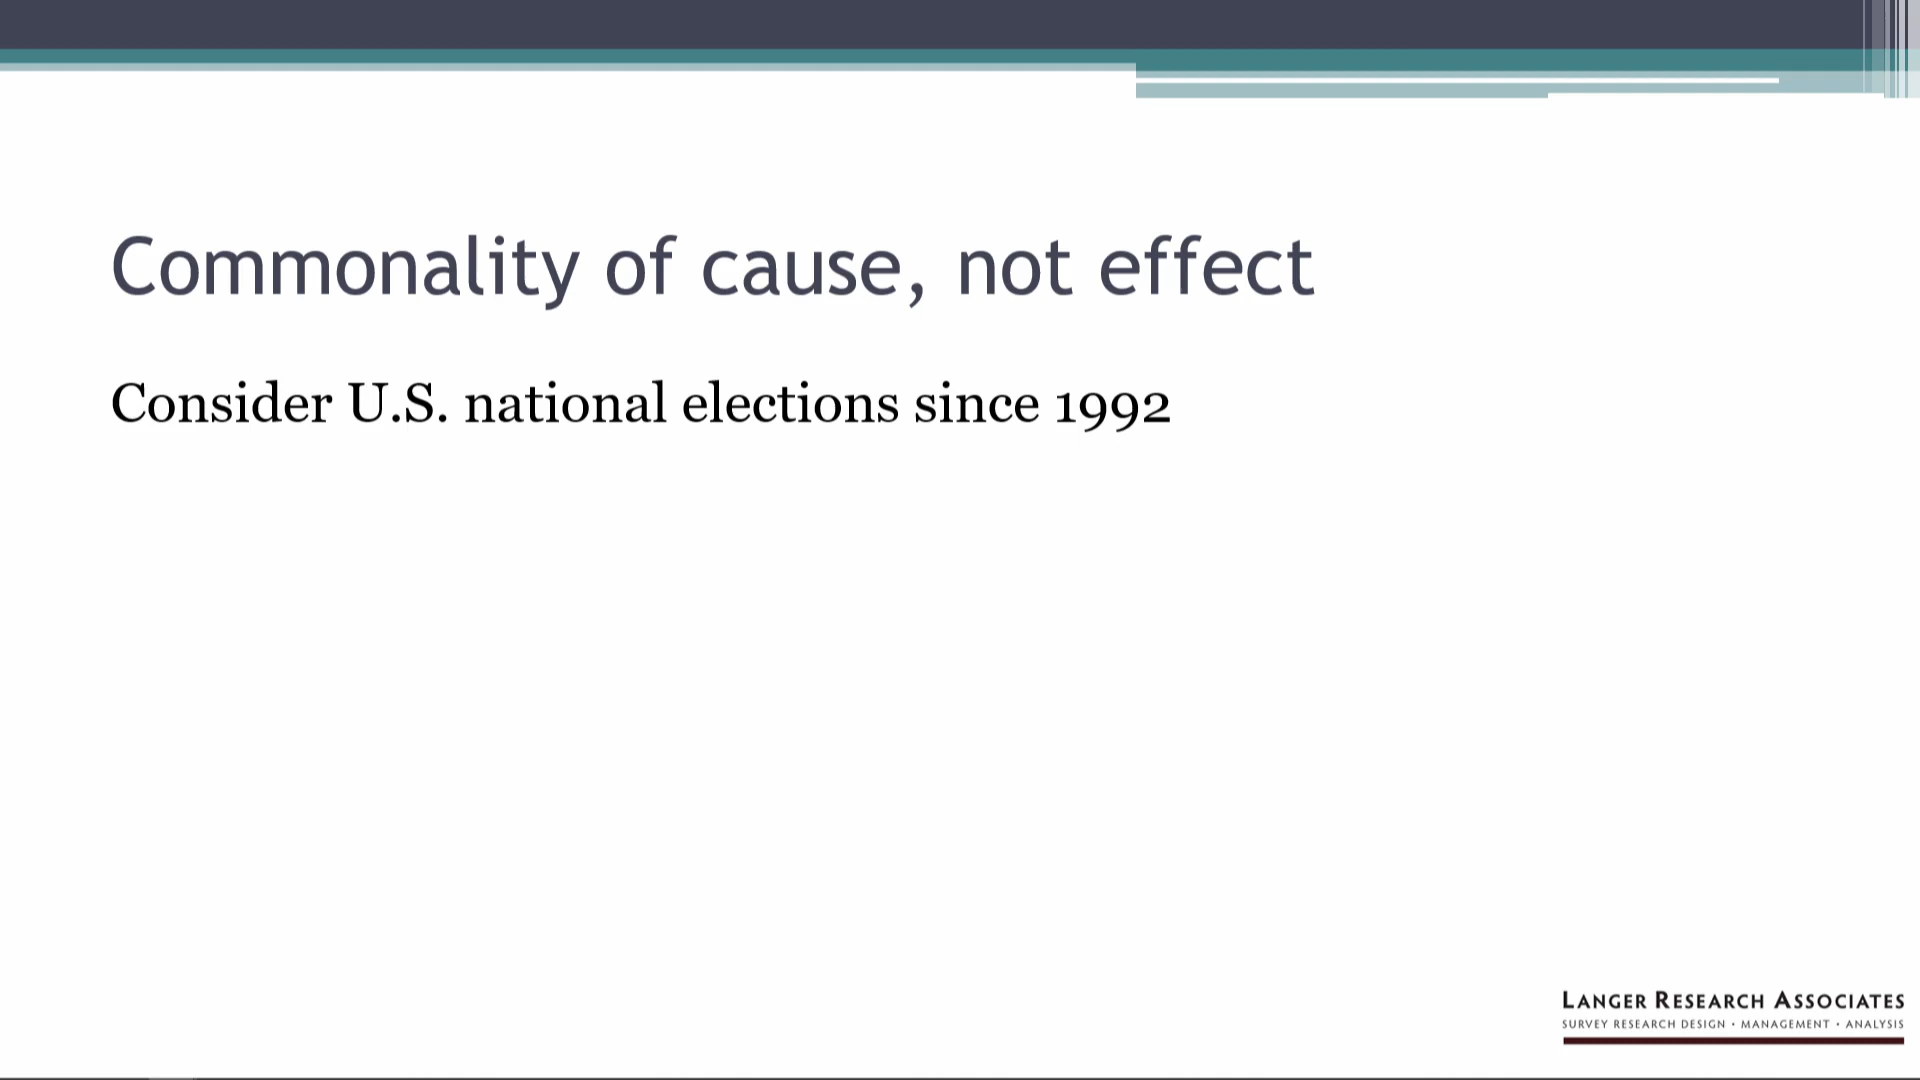 Commonality of cause, not effect
Consider U.S. national elections since 1992
LANGER RESEARCH ASSOCIATES
SURVEY RESEARCH DESIGN · MANAGEMENT · ANALYSIS